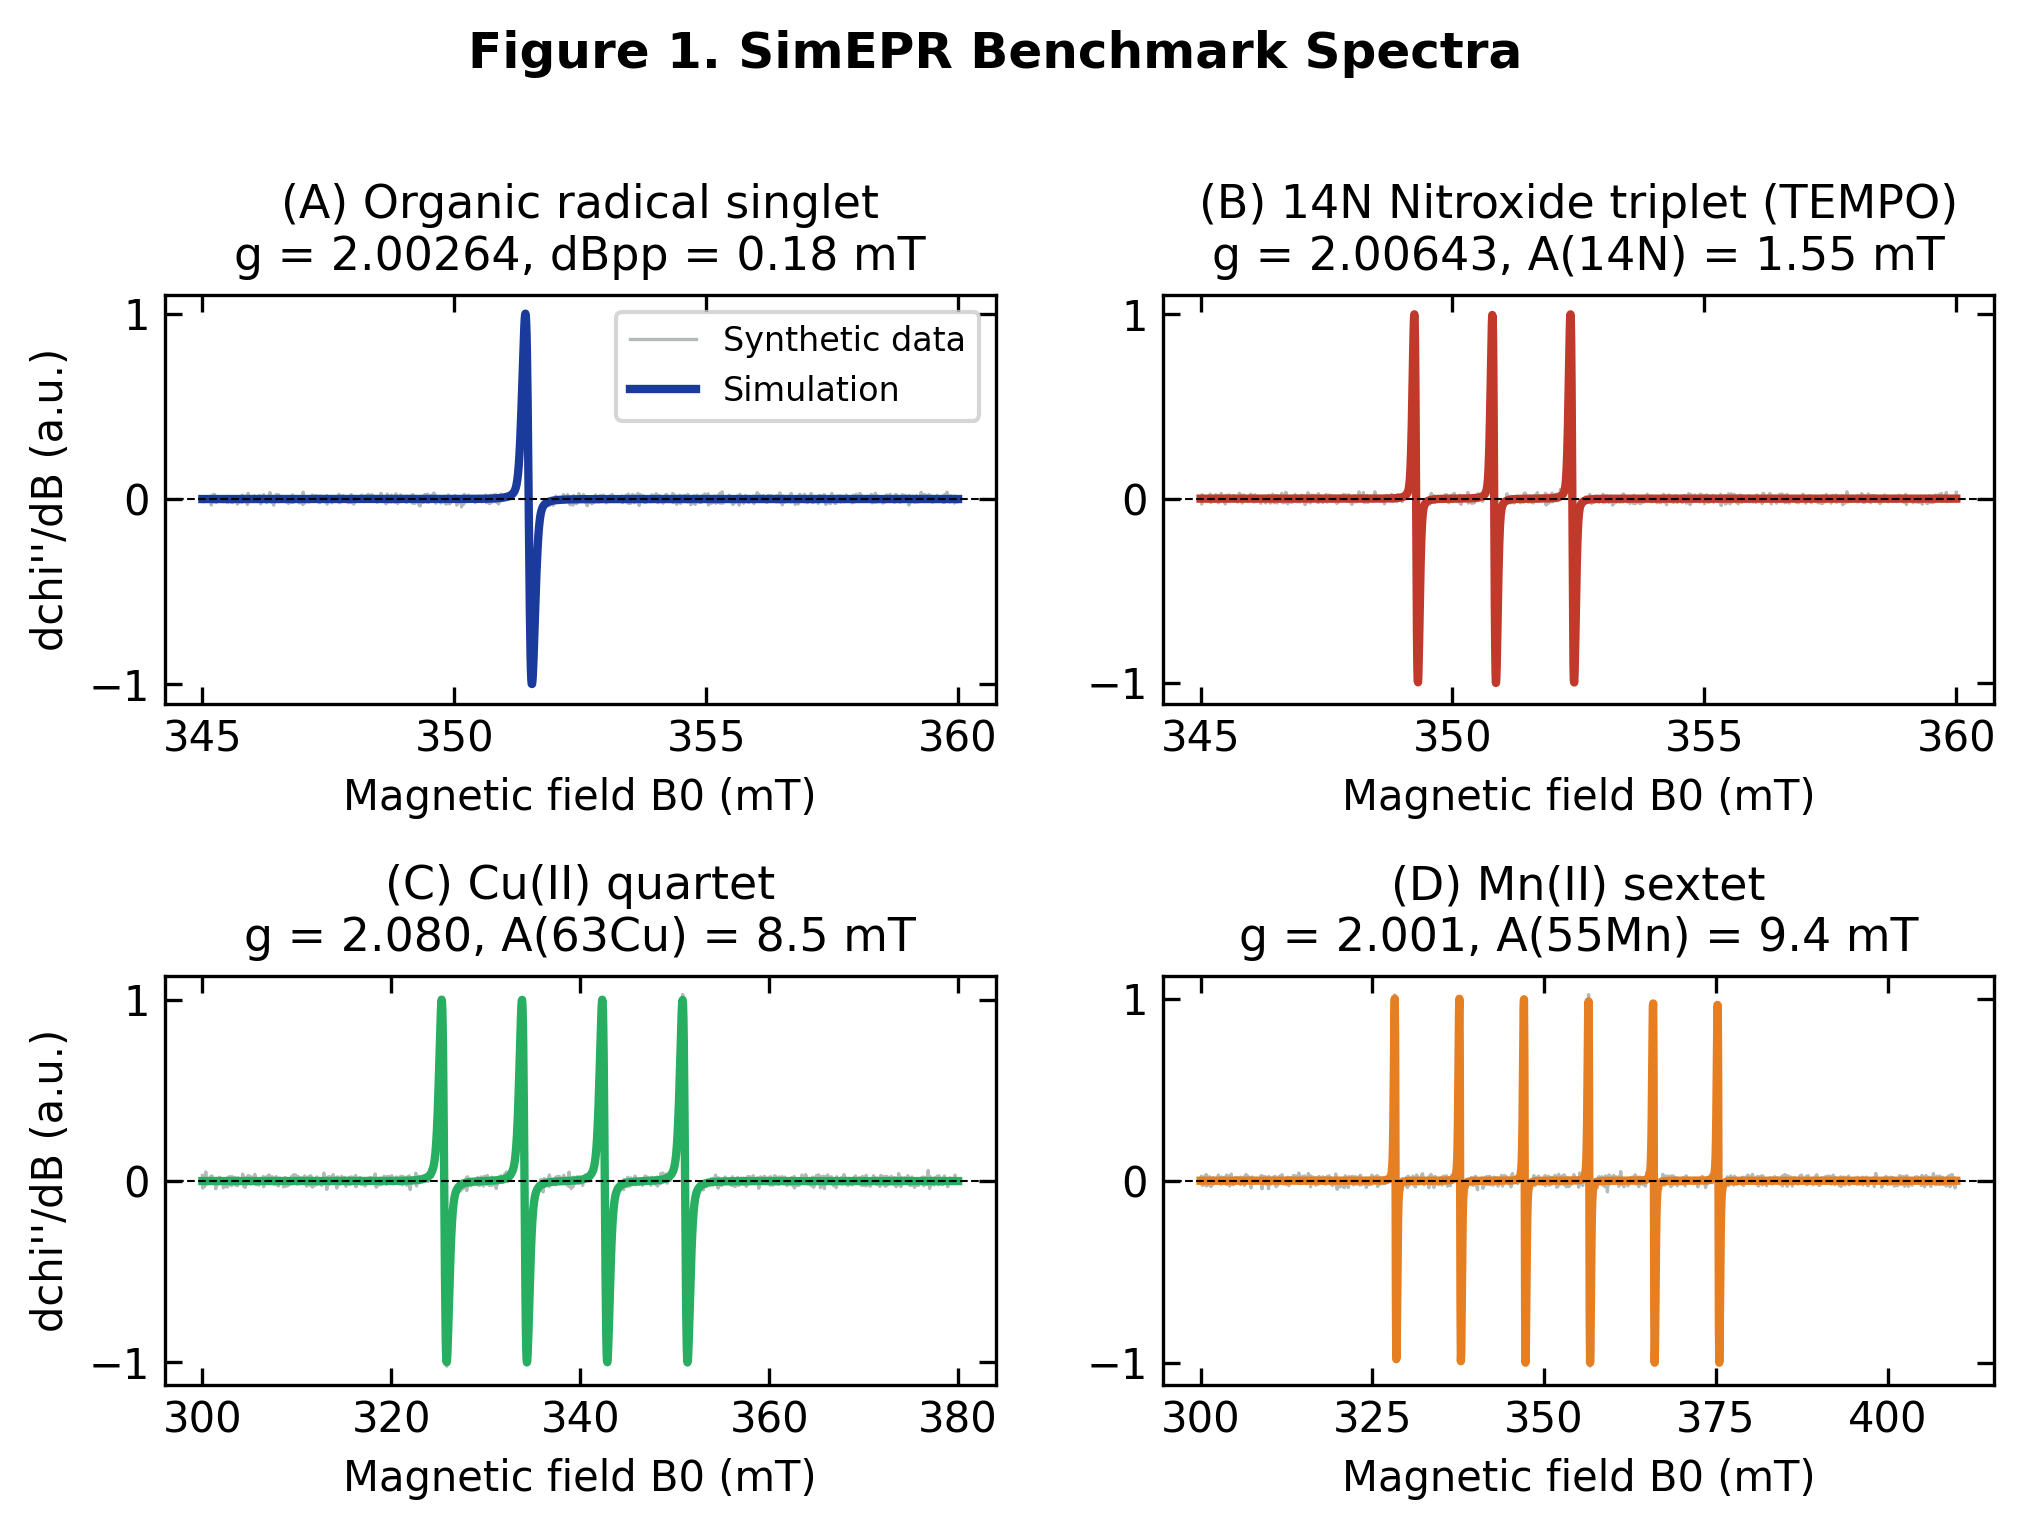 Figure 1. SimEPR Benchmark Spectra
(A) Organic radical singlet
g = 2.00264, dBpp = 0.18 mT
1
0
−1
dchi''/dB (a.u.)
Synthetic data
Simulation
345 350 355 360
Magnetic field B0 (mT)
(B) 14N Nitroxide triplet (TEMPO)
g = 2.00643, A(14N) = 1.55 mT
1
0
−1
345 350 355 360
Magnetic field B0 (mT)
(C) Cu(II) quartet
g = 2.080, A(63Cu) = 8.5 mT
1
0
−1
dchi''/dB (a.u.)
300 320 340 360 380
Magnetic field B0 (mT)
(D) Mn(II) sextet
g = 2.001, A(55Mn) = 9.4 mT
1
0
−1
300 325 350 375 400
Magnetic field B0 (mT)